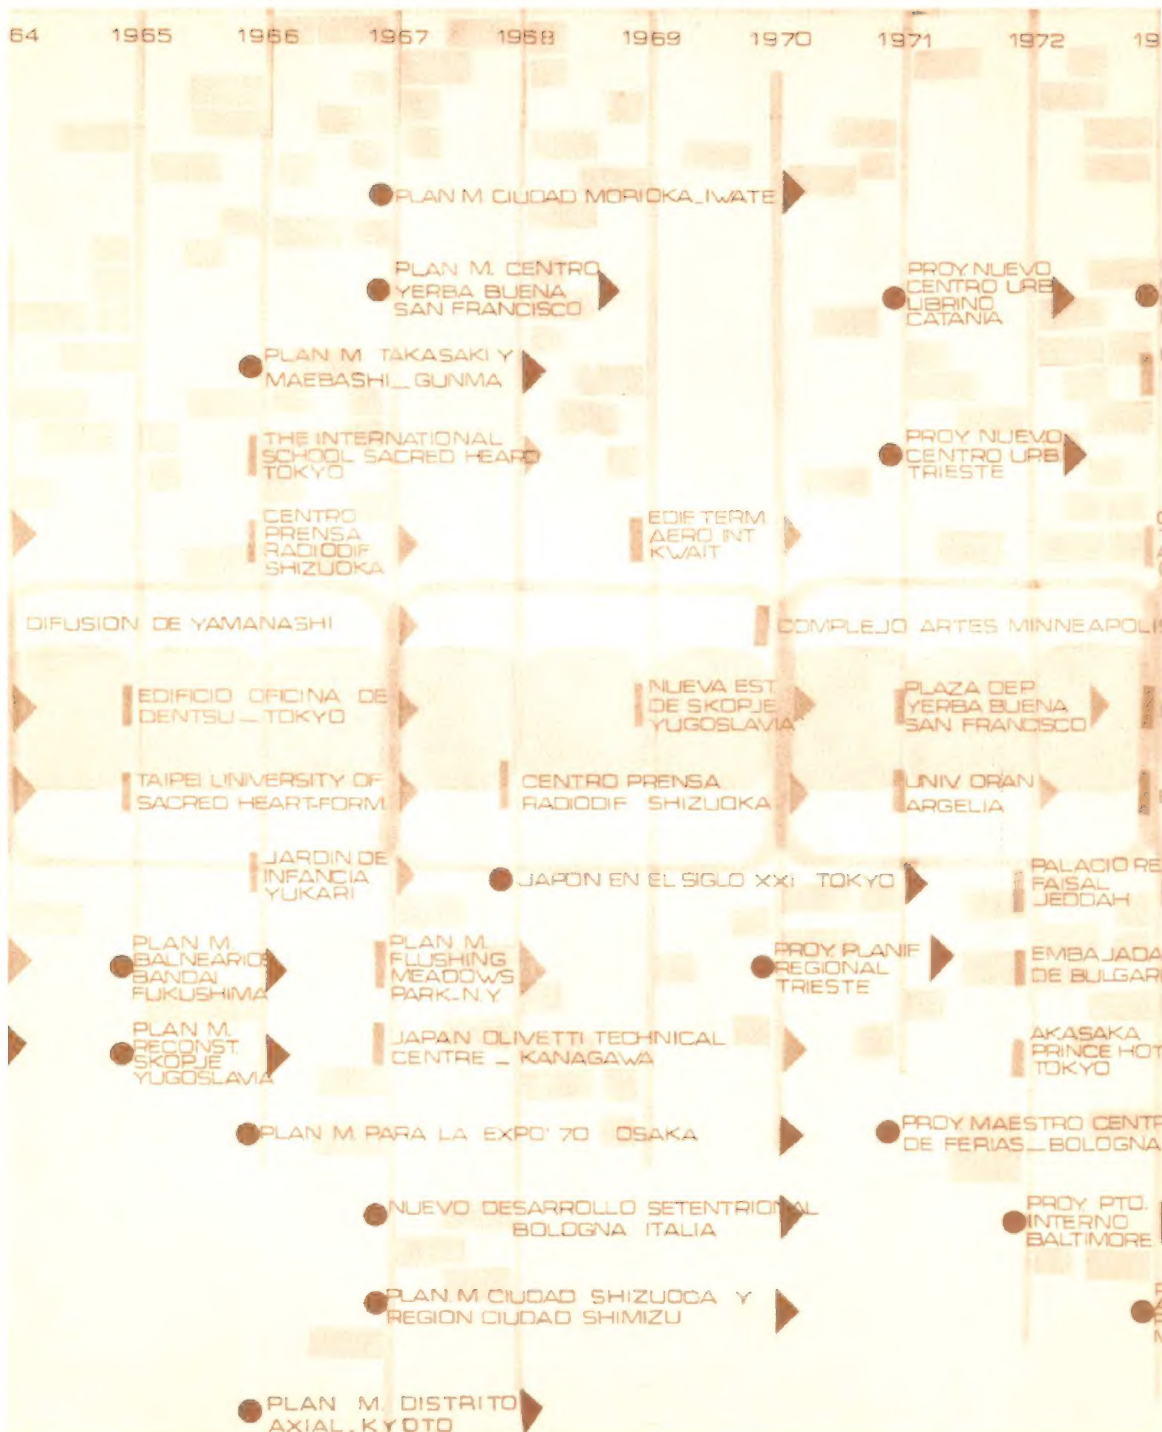 64 1965 1966 1967 1968 1969 1970 1971 1972 19
PLAN M. CIUDAD MORIOKA_IWATE
PLAN M. CENTRO
YERBA BUENA
SAN FRANCISCO
PROY. NUEVO
CENTRO URB.
LIBRINO
CATANIA
PLAN M. TAKASAKI Y
MAEBASHI_GUNMA
THE INTERNATIONAL
SCHOOL SACRED HEARD
TOKYO
PROY. NUEVO
CENTRO URB.
TRIESTE
CENTRO
PRENSA
RADIODIF.
SHIZUOKA
EDIF. TERM.
AERO INT.
KWAIT
DIFUSION DE YAMANASHI
COMPLEJO ARTES MINNEAPOLIS
EDIFICIO OFICINA DE
DENTSU_TOKYO
NUEVA EST.
DE SKOPJE
YUGOSLAVIA
PLAZA DEP.
YERBA BUENA
SAN FRANCISCO
TAIPEI UNIVERSITY OF
SACRED HEART-FORM.
CENTRO PRENSA
RADIODIF. SHIZUOKA
UNIV. ORAN
ARGELIA
JARDIN DE
INFANCIA
YUKARI
JAPON EN EL SIGLO XXI TOKYO
PALACIO RE
FAISAL
JEDDAH
PLAN M.
BALNEARIOS
BANDAI
FUKUSHIMA
PLAN M.
FLUSHING
MEADOWS
PARK-N.Y.
PROY. PLANIF.
REGIONAL
TRIESTE
EMBAJADA
DE BULGARI
PLAN M.
RECONST.
SKOPJE
YUGOSLAVIA
JAPAN OLIVETTI TECHNICAL
CENTRE _ KANAGAWA
AKASAKA
PRINCE HOT
TOKYO
PLAN M. PARA LA EXPO' 70 OSAKA
PROY. MAESTRO CENTR
DE FERIAS_BOLOGNA
NUEVO DESARROLLO SETENTRIONAL
BOLOGNA ITALIA
PROY. PTO.
INTERNO
BALTIMORE
PLAN. M CIUDAD SHIZUOCA Y
REGION CIUDAD SHIMIZU
PLAN M. DISTRITO
AXIAL_KYOTO